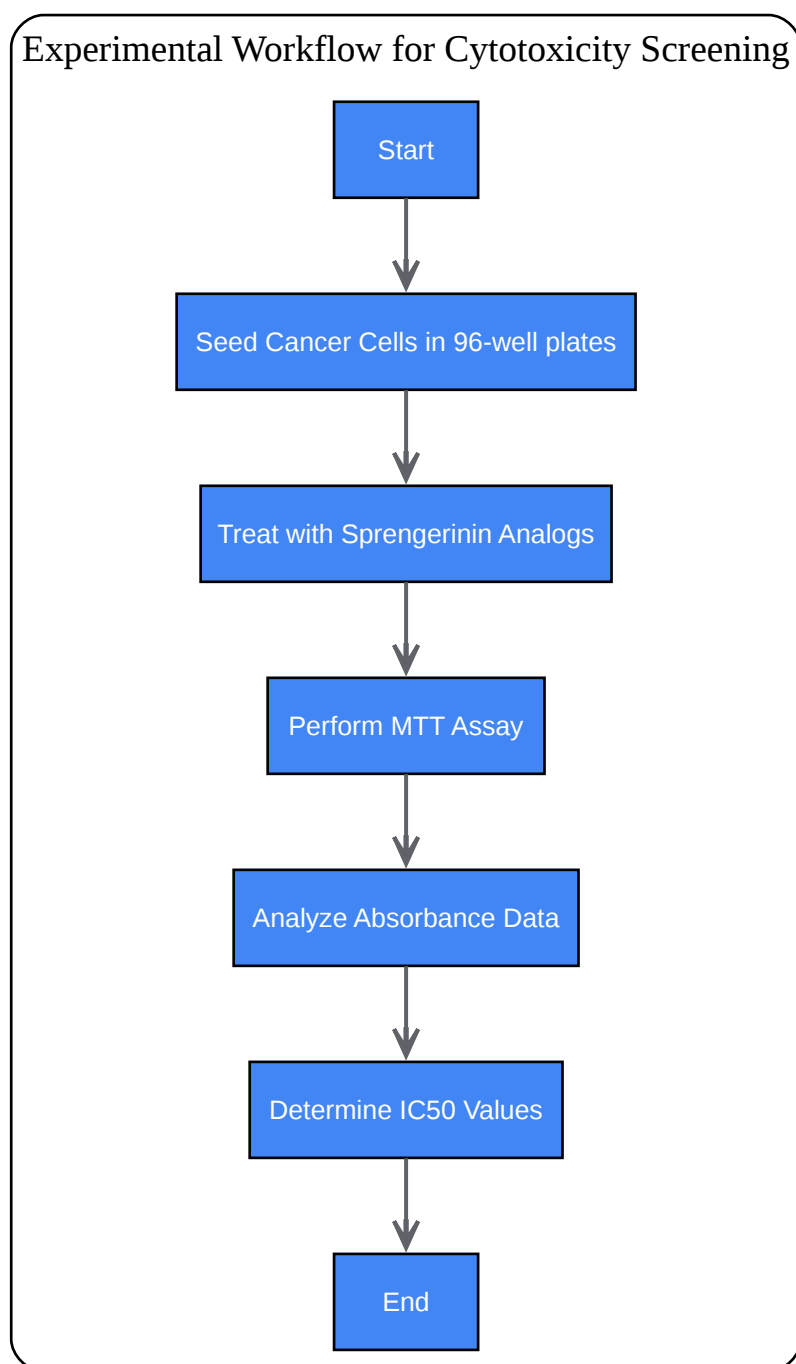 Experimental Workflow for Cytotoxicity Screening
Start
Seed Cancer Cells in 96-well plates
Treat with Sprengerinin Analogs
Perform MTT Assay
Analyze Absorbance Data
Determine IC50 Values
End